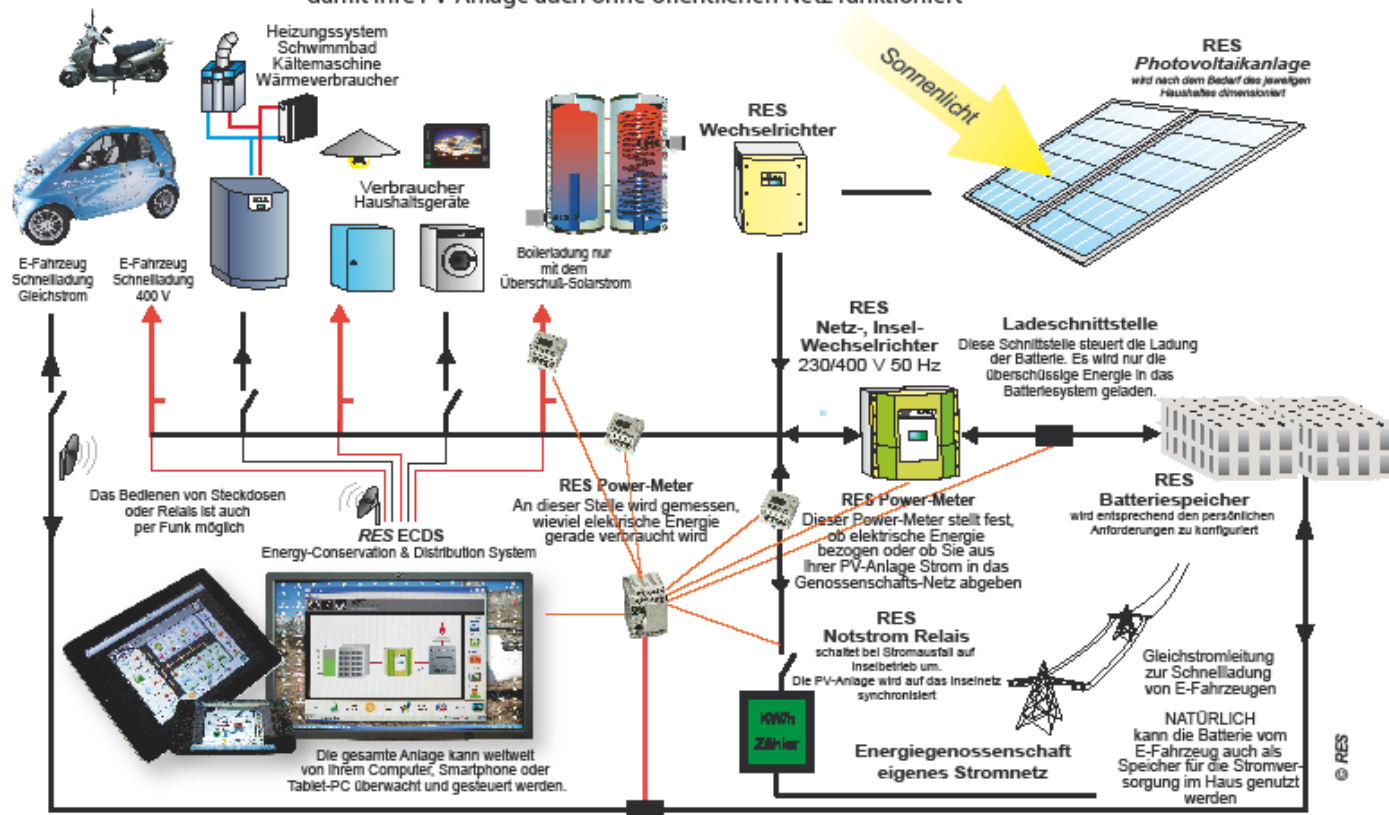 damit Ihre PV-Anlage auch ohne öffentlichen Netz funktioniert
Heizungssystem
Schwimmbad
Kältemaschine
Wärmeverbraucher
Sonnenlicht
RES
Photovoltaikanlage
wird nach dem Bedarf des jeweiligen
Haushaltes dimensioniert
RES
Wechselrichter
Verbraucher
Haushaltsgeräte
E-Fahrzeug
Schnellladung
Gleichstrom
E-Fahrzeug
Schnellladung
400 V
Boilerladung nur
mit dem
Überschuß-Solarstrom
RES
Netz-, Insel-
Wechselrichter
230/400 V 50 Hz
Ladeschnittstelle
Diese Schnittstelle steuert die Ladung
der Batterie. Es wird nur die
überschüssige Energie in das
Batteriesystem geladen.
Das Bedienen von Steckdosen
oder Relais ist auch
per Funk möglich
RES ECDS
Energy-Conservation & Distribution System
RES Power-Meter
An dieser Stelle wird gemessen,
wieviel elektrische Energie
gerade verbraucht wird
RES Power-Meter
Dieser Power-Meter stellt fest,
ob elektrische Energie
bezogen oder ob Sie aus
Ihrer PV-Anlage Strom in das
Genossenschafts-Netz abgeben
RES
Batteriespeicher
wird entsprechend den persönlichen
Anforderungen zu konfiguriert
RES
Notstrom Relais
schaltet bei Stromausfall auf
Inselbetrieb um.
Die PV-Anlage wird auf das Inselnetz
synchronisiert
Gleichstromleitung
zur Schnellladung
von E-Fahrzeugen
KWh
Zähler
Energiegenossenschaft
eigenes Stromnetz
NATÜRLICH
kann die Batterie vom
E-Fahrzeug auch als
Speicher für die Stromver-
sorgung im Haus genutzt
werden
Die gesamte Anlage kann weltweit
von Ihrem Computer, Smartphone oder
Tablet-PC überwacht und gesteuert werden.
© RES